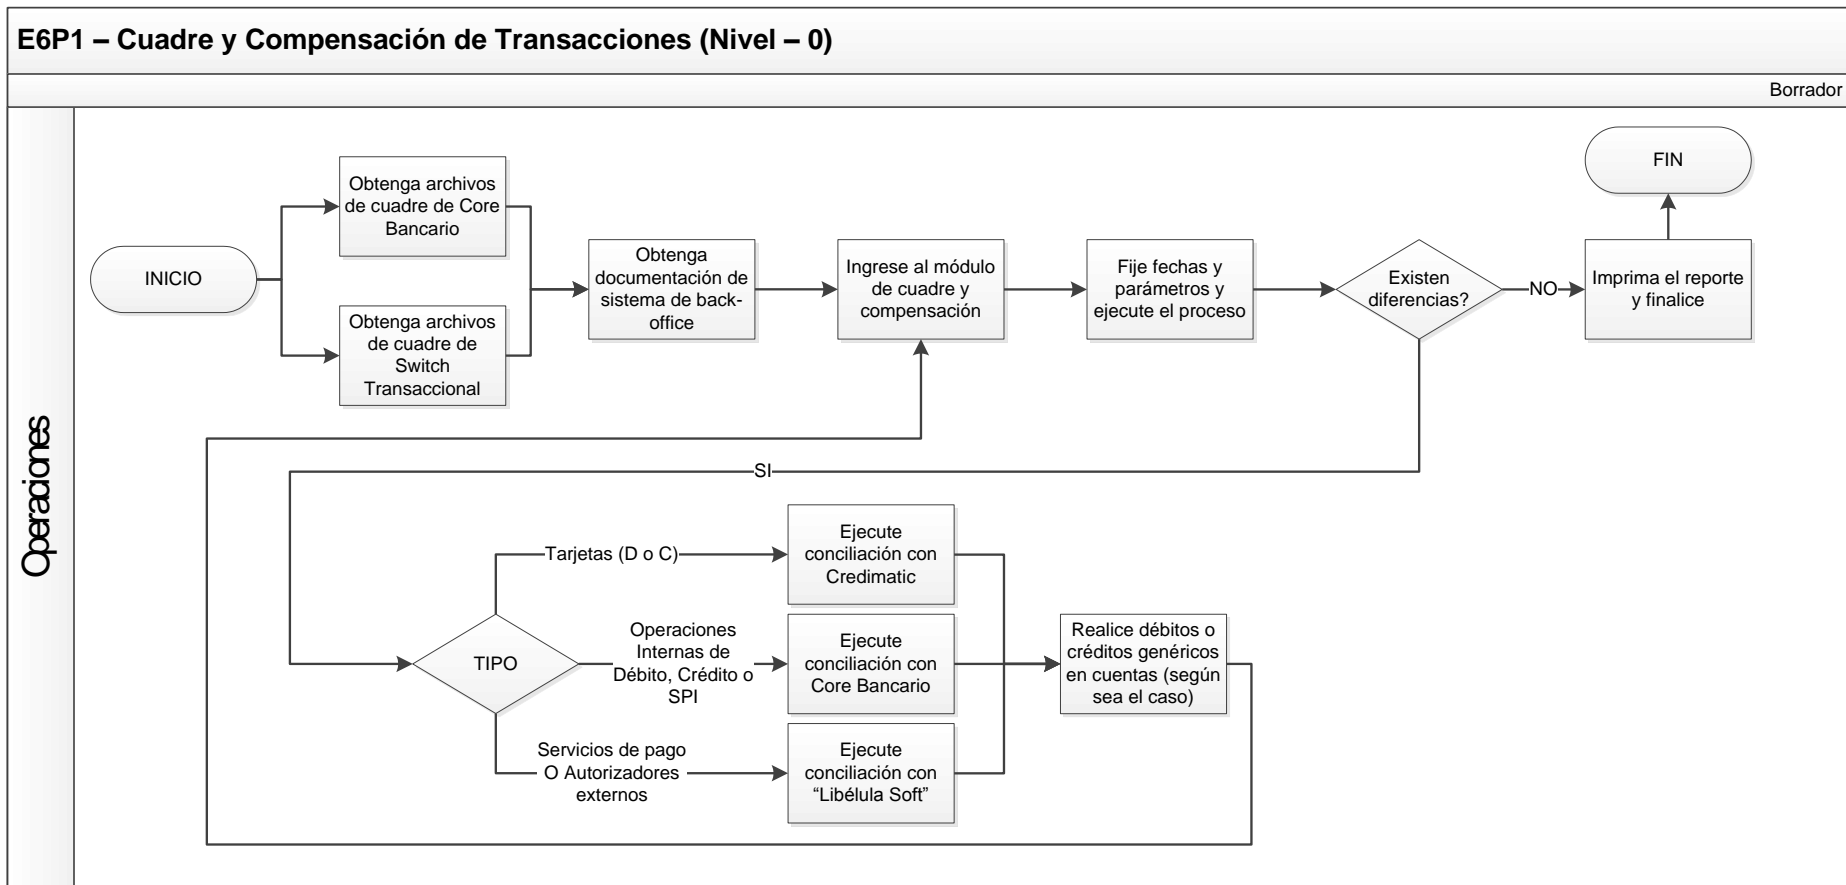 E6P1 – Cuadre y Compensación de Transacciones (Nivel – 0)
Borrador
Operaciones
INICIO
Obtenga archivos
de cuadre de Core
Bancario
Obtenga archivos
de cuadre de
Switch
Transaccional
Obtenga
documentación de
sistema de back-
office
Ingrese al módulo
de cuadre y
compensación
Fije fechas y
parámetros y
ejecute el proceso
Existen
diferencias?
NO
Imprima el reporte
y finalice
FIN
SI
TIPO
Tarjetas (D o C)
Ejecute
conciliación con
Credimatic
Operaciones
Internas de
Débito, Crédito o
SPI
Ejecute
conciliación con
Core Bancario
Servicios de pago
O Autorizadores
externos
Ejecute
conciliación con
“Libélula Soft”
Realice débitos o
créditos genéricos
en cuentas (según
sea el caso)